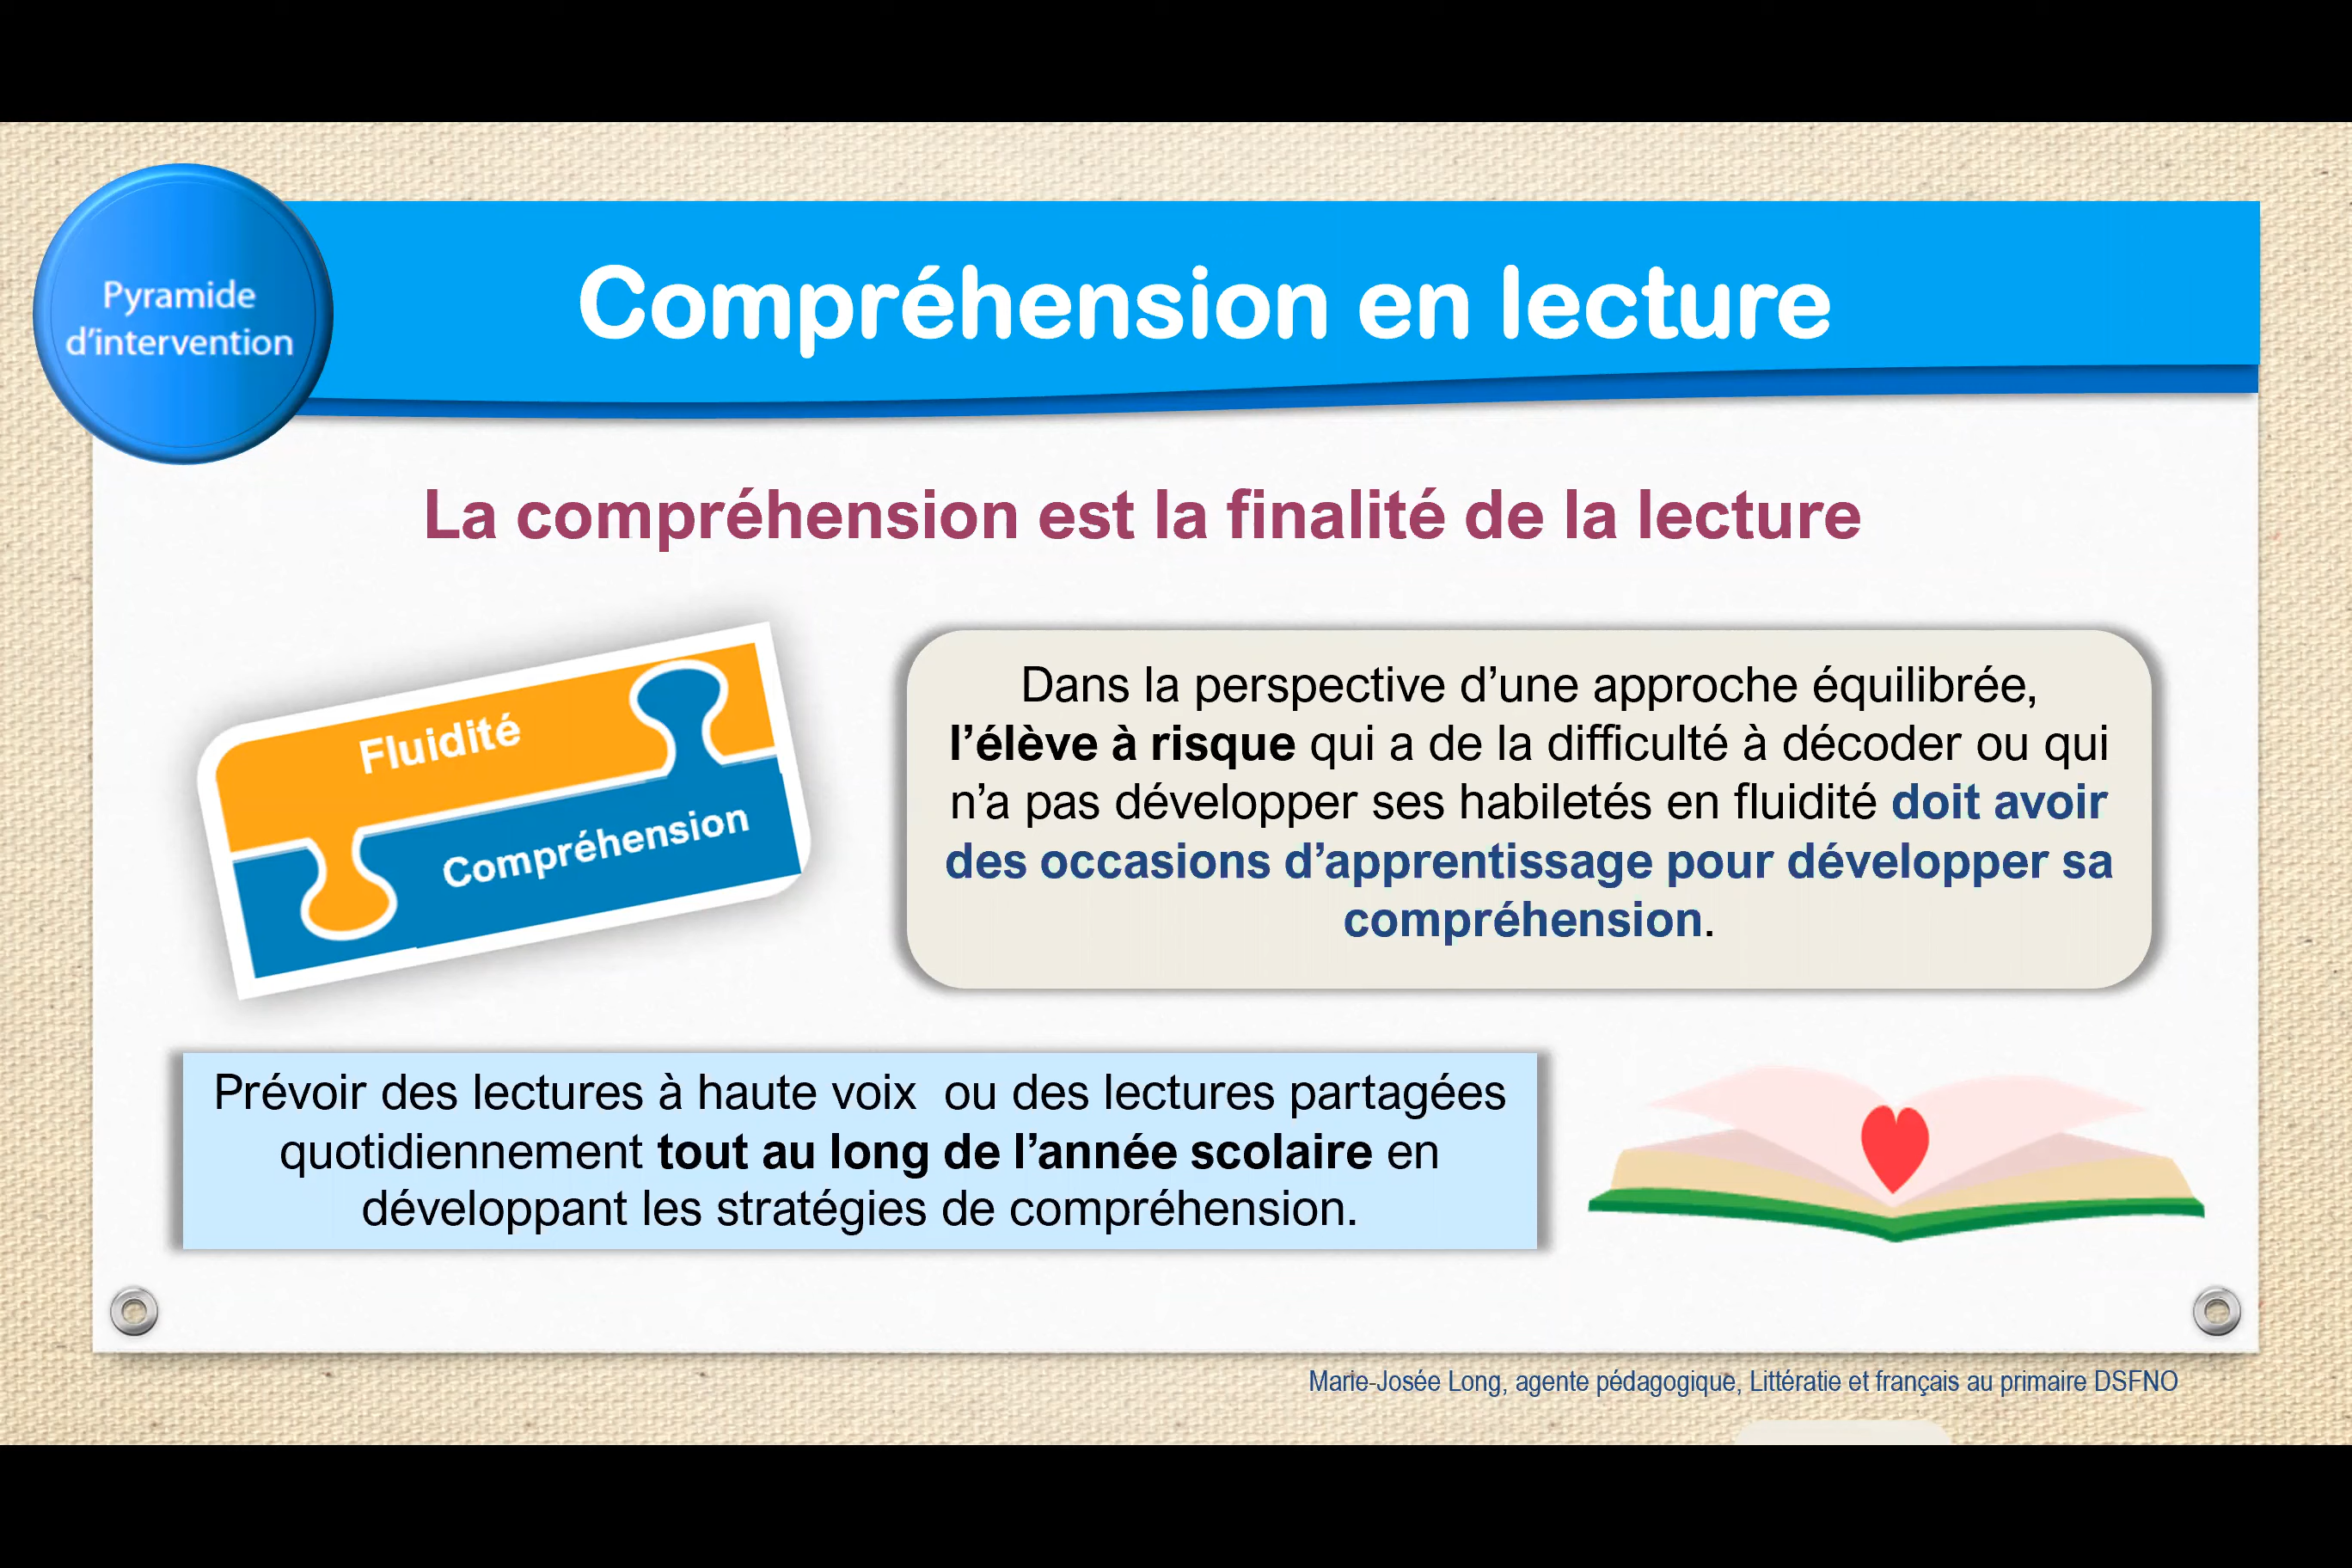 Pyramide
d'intervention
Compréhension en lecture
La compréhension est la finalité de la lecture
Fluidité
Compréhension
Dans la perspective d'une approche équilibrée,
l'élève à risque qui a de la difficulté à décoder ou qui
n'a pas développer ses habiletés en fluidité doit avoir
des occasions d'apprentissage pour développer sa
compréhension.
Prévoir des lectures à haute voix  ou des lectures partagées
quotidiennement tout au long de l'année scolaire en
développant les stratégies de compréhension.
Marie-Josée Long, agente pédagogique, Littératie et français au primaire DSFNO